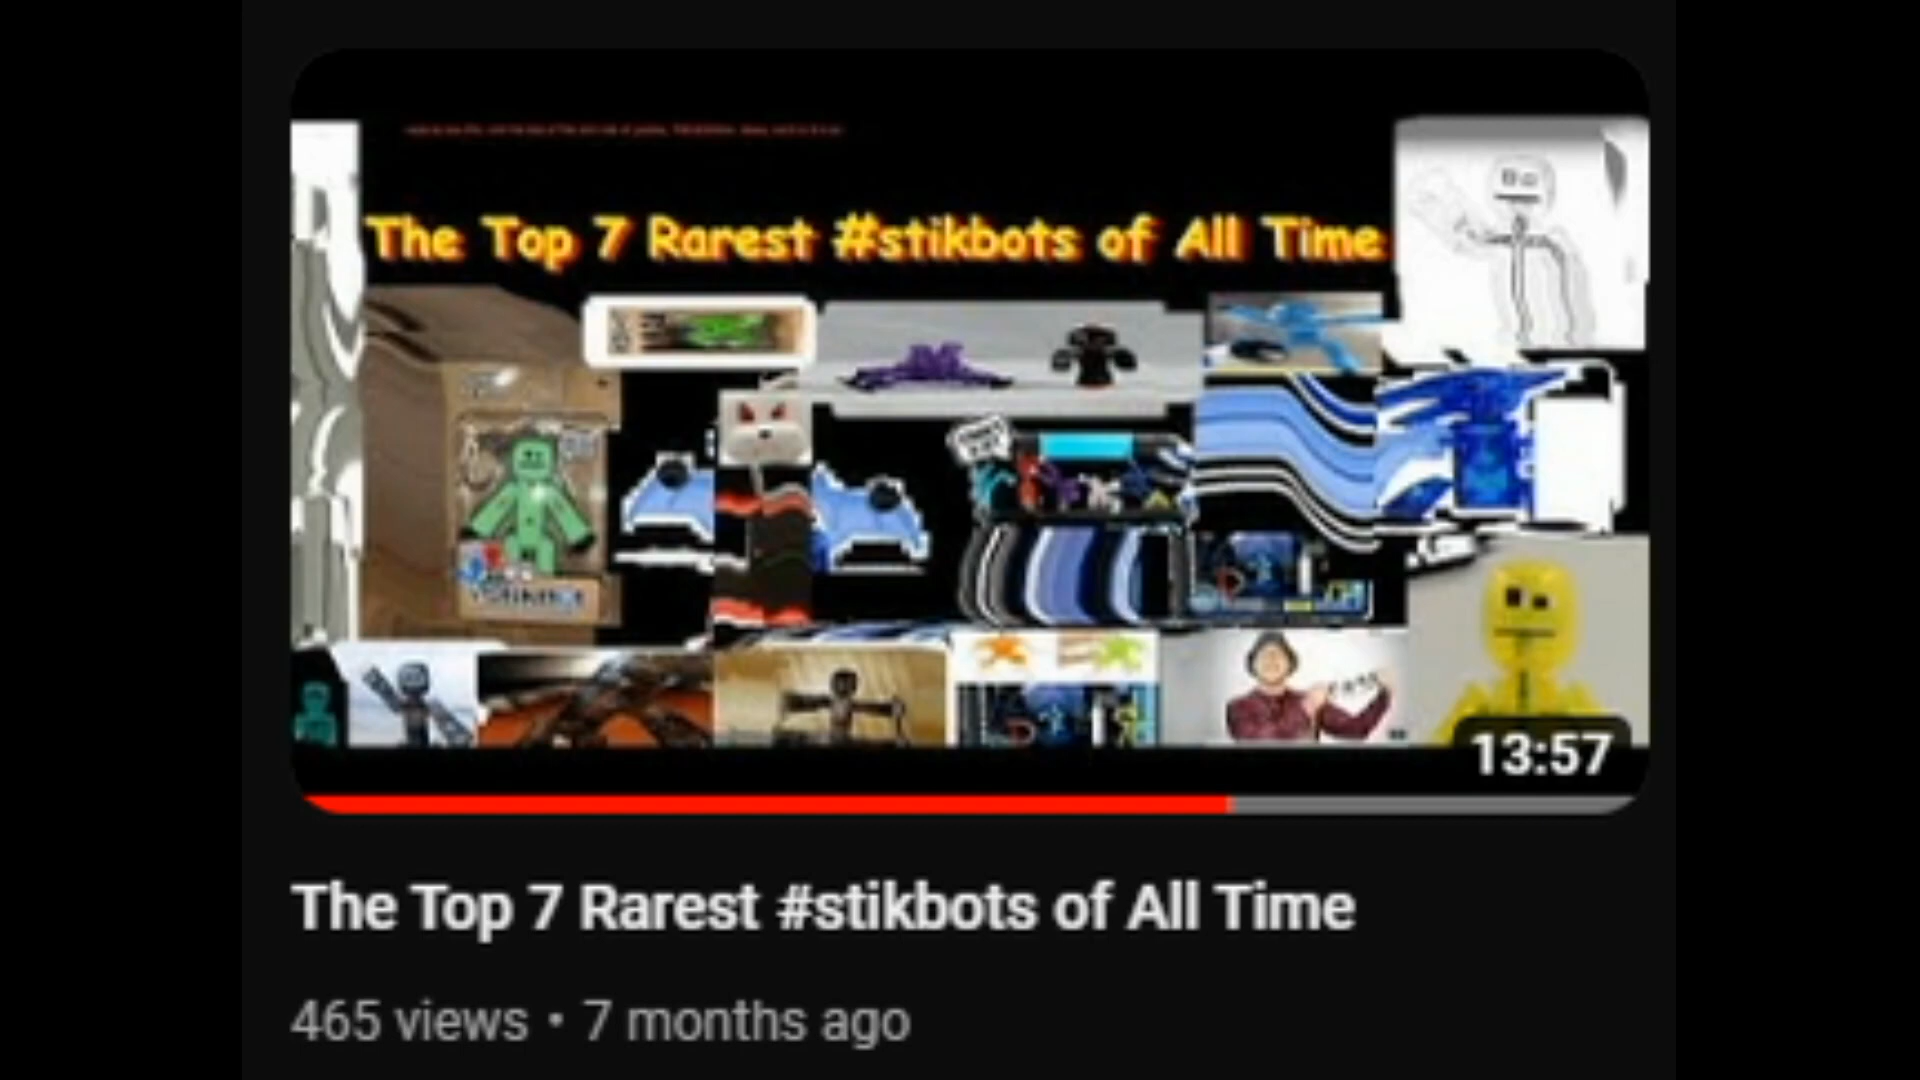 The Top 7 Rarest #stikbots of All Time
Stikbot
13:57
The Top 7 Rarest #stikbots of All Time
465 views • 7 months ago